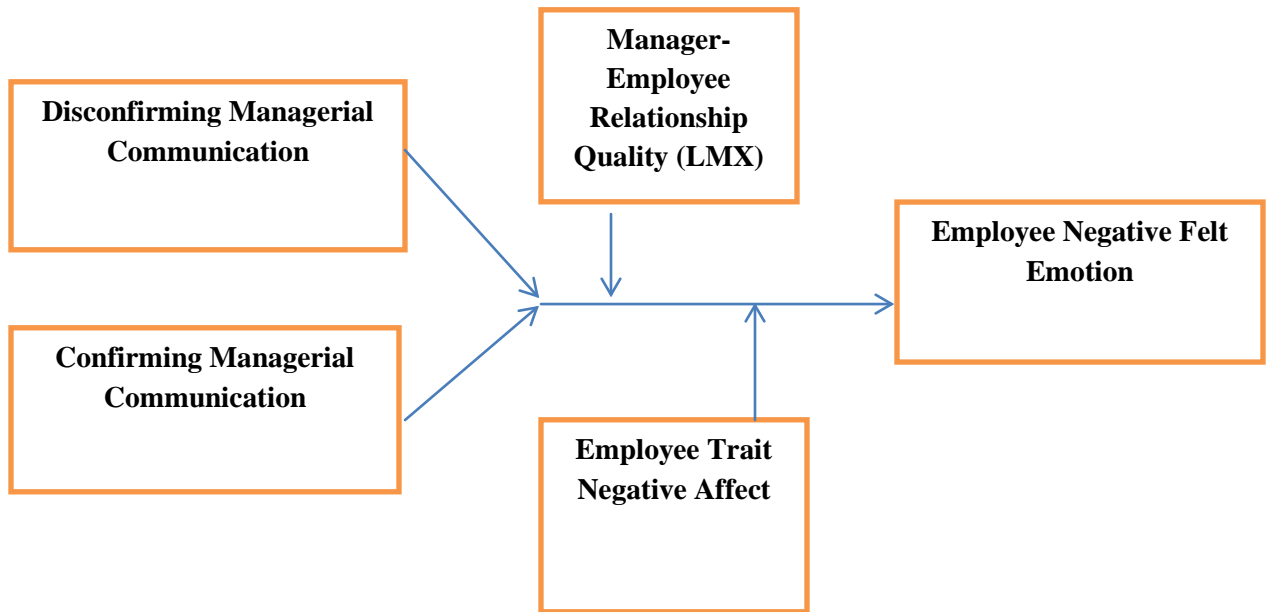 Disconfirming Managerial
Communication
Manager-
Employee
Relationship
Quality (LMX)
Employee Negative Felt
Emotion
Confirming Managerial
Communication
Employee Trait
Negative Affect